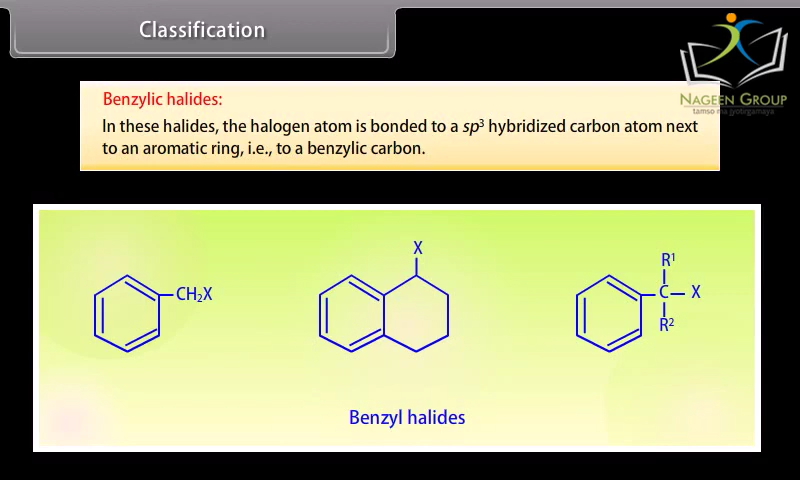 Classification
NAGEEN GROUP
tamso ma jyotirgamaya
Benzylic halides:
In these halides, the halogen atom is bonded to a sp³ hybridized carbon atom next
to an aromatic ring, i.e., to a benzylic carbon.
CH₂X
X
R¹
C — X
R²
Benzyl halides